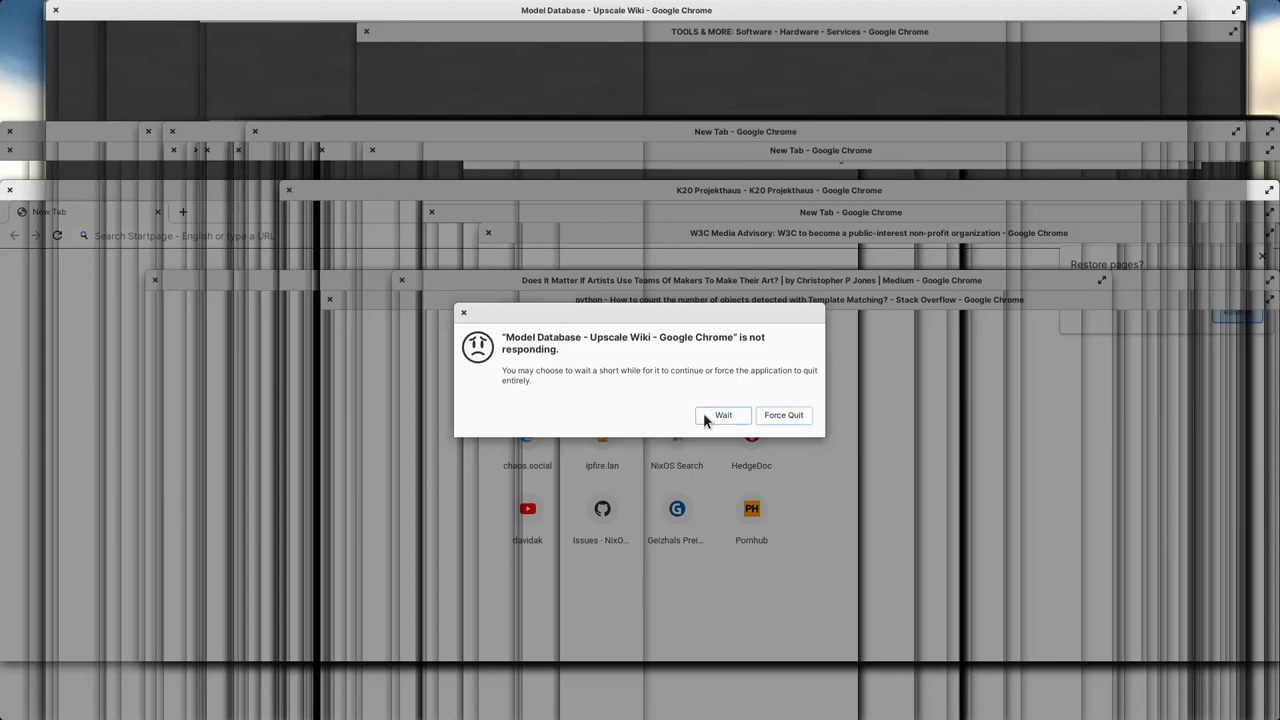 Model Database - Upscale Wiki - Google Chrome
TOOLS & MORE: Software - Hardware - Services - Google Chrome
New Tab - Google Chrome
New Tab - Google Chrome
K20 Projekthaus - K20 Projekthaus - Google Chrome
New Tab
New Tab - Google Chrome
Search Startpage - English or type a URL
W3C Media Advisory: W3C to become a public-interest non-profit organization - Google Chrome
Restore pages?
Does It Matter If Artists Use Teams Of Makers To Make Their Art? | by Christopher P Jones | Medium - Google Chrome
python - How to count the number of objects detected with Template Matching? - Stack Overflow - Google Chrome
Restore
"Model Database - Upscale Wiki - Google Chrome" is not
responding.
You may choose to wait a short while for it to continue or force the application to quit
entirely.
Wait Force Quit
chaos.social ipfire.lan NixOS Search HedgeDoc
G PH
davidak Issues · NixO... Geizhals Prei... Pornhub